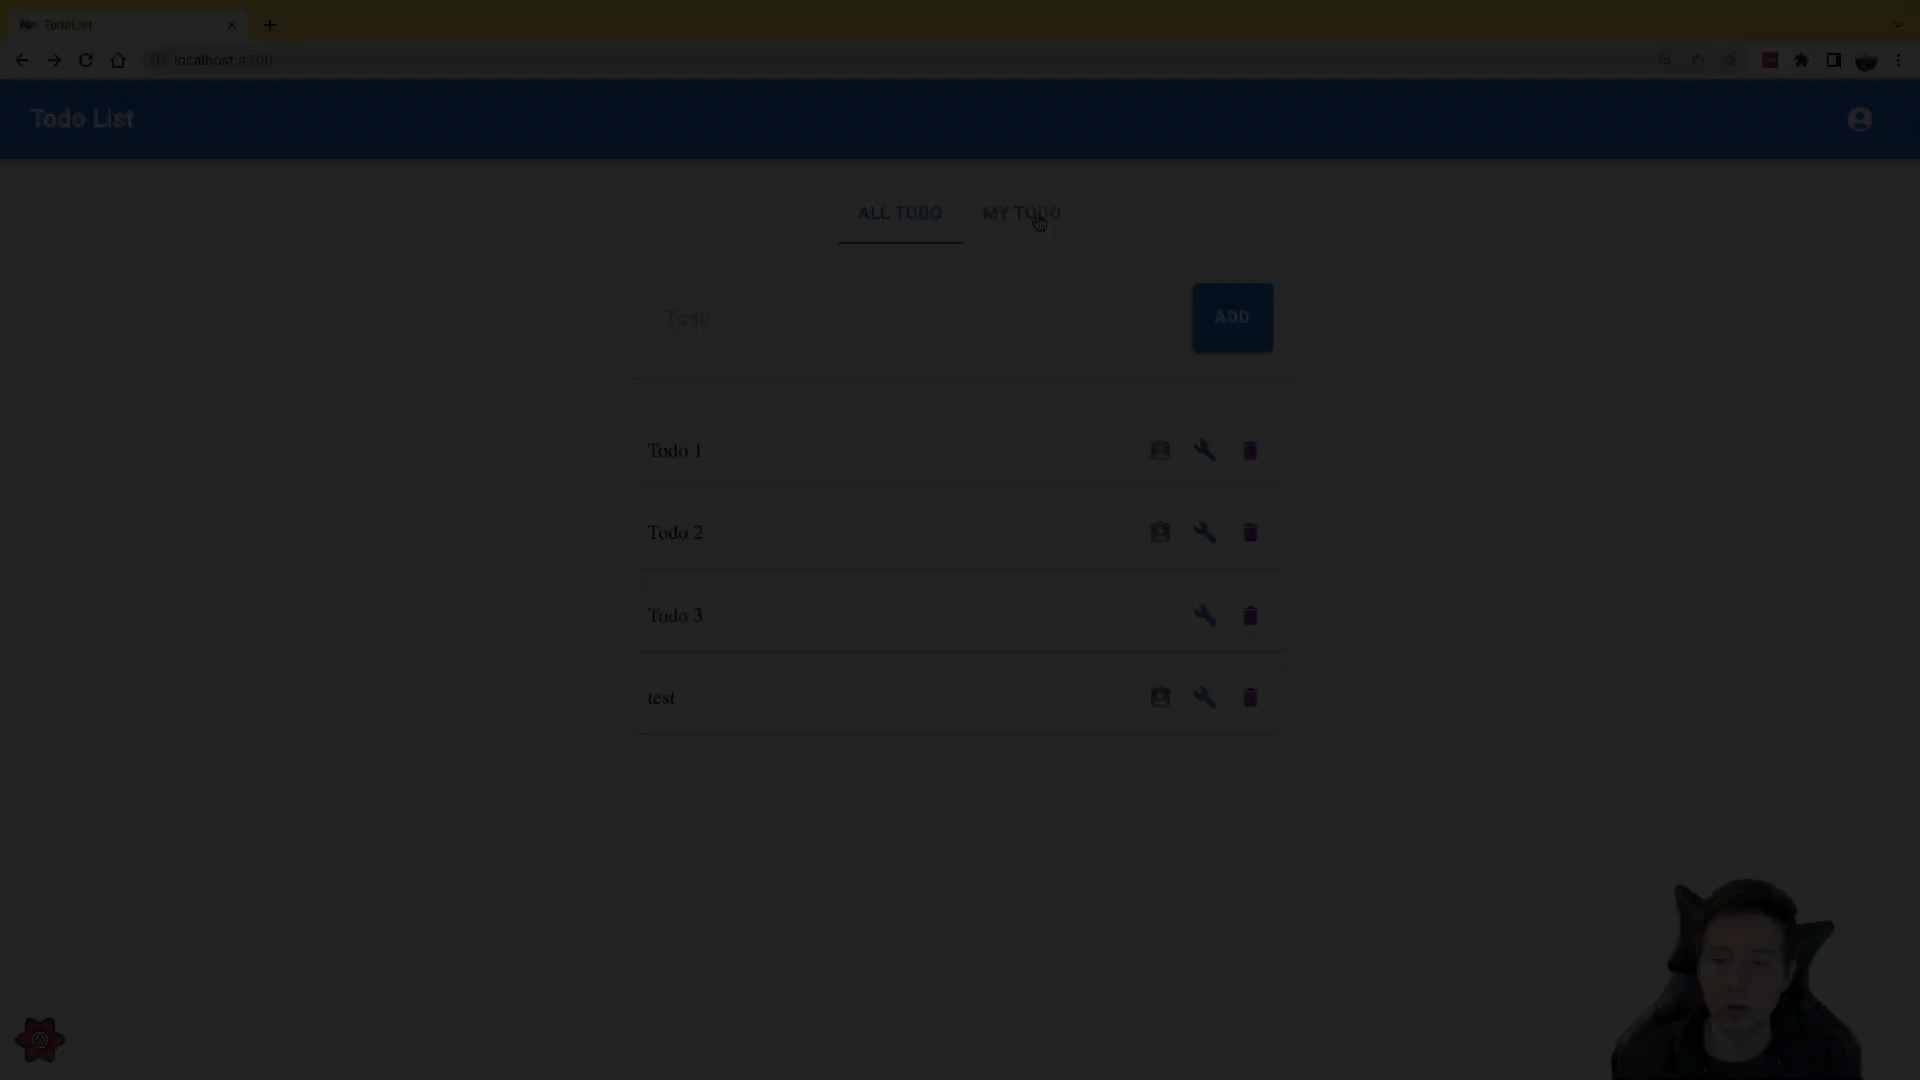 TodoList
localhost:4200
Todo List
ALL TODO
MY TODO
Todo
ADD
Todo 1
Todo 2
Todo 3
test